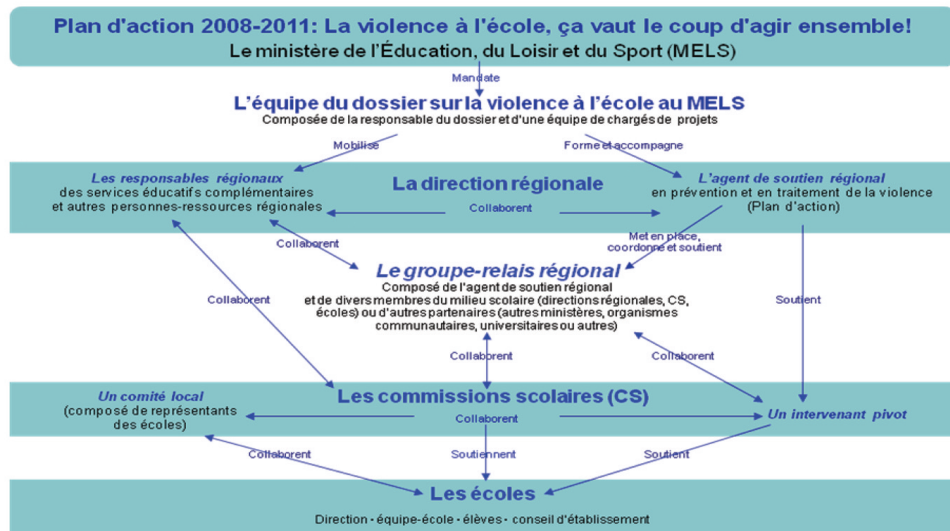 Plan d'action 2008-2011: La violence à l'école, ça vaut le coup d'agir ensemble!
Le ministère de l'Éducation, du Loisir et du Sport (MELS)
Mandate
L'équipe du dossier sur la violence à l'école au MELS
Composée de la responsable du dossier et d'une équipe de chargés de projets
Mobilise
Forme et accompagne
Les responsables régionaux
des services éducatifs complémentaires
et autres personnes-ressources régionales
La direction régionale
Collaborent
L'agent de soutien régional
en prévention et en traitement de la violence
(Plan d'action)
Collaborent
Met en place,
coordonne et soutient
Le groupe-relais régional
Composé de l'agent de soutien régional
et de divers membres du milieu scolaire (directions régionales, CS,
écoles) ou d'autres partenaires (autres ministères, organismes
communautaires, universitaires ou autres)
Collaborent
Soutient
Collaborent
Collaborent
Un comité local
(composé de représentants
des écoles)
Les commissions scolaires (CS)
Collaborent
Un intervenant pivot
Collaborent
Soutiennent
Soutient
Les écoles
Direction - équipe-école - élèves - conseil d'établissement